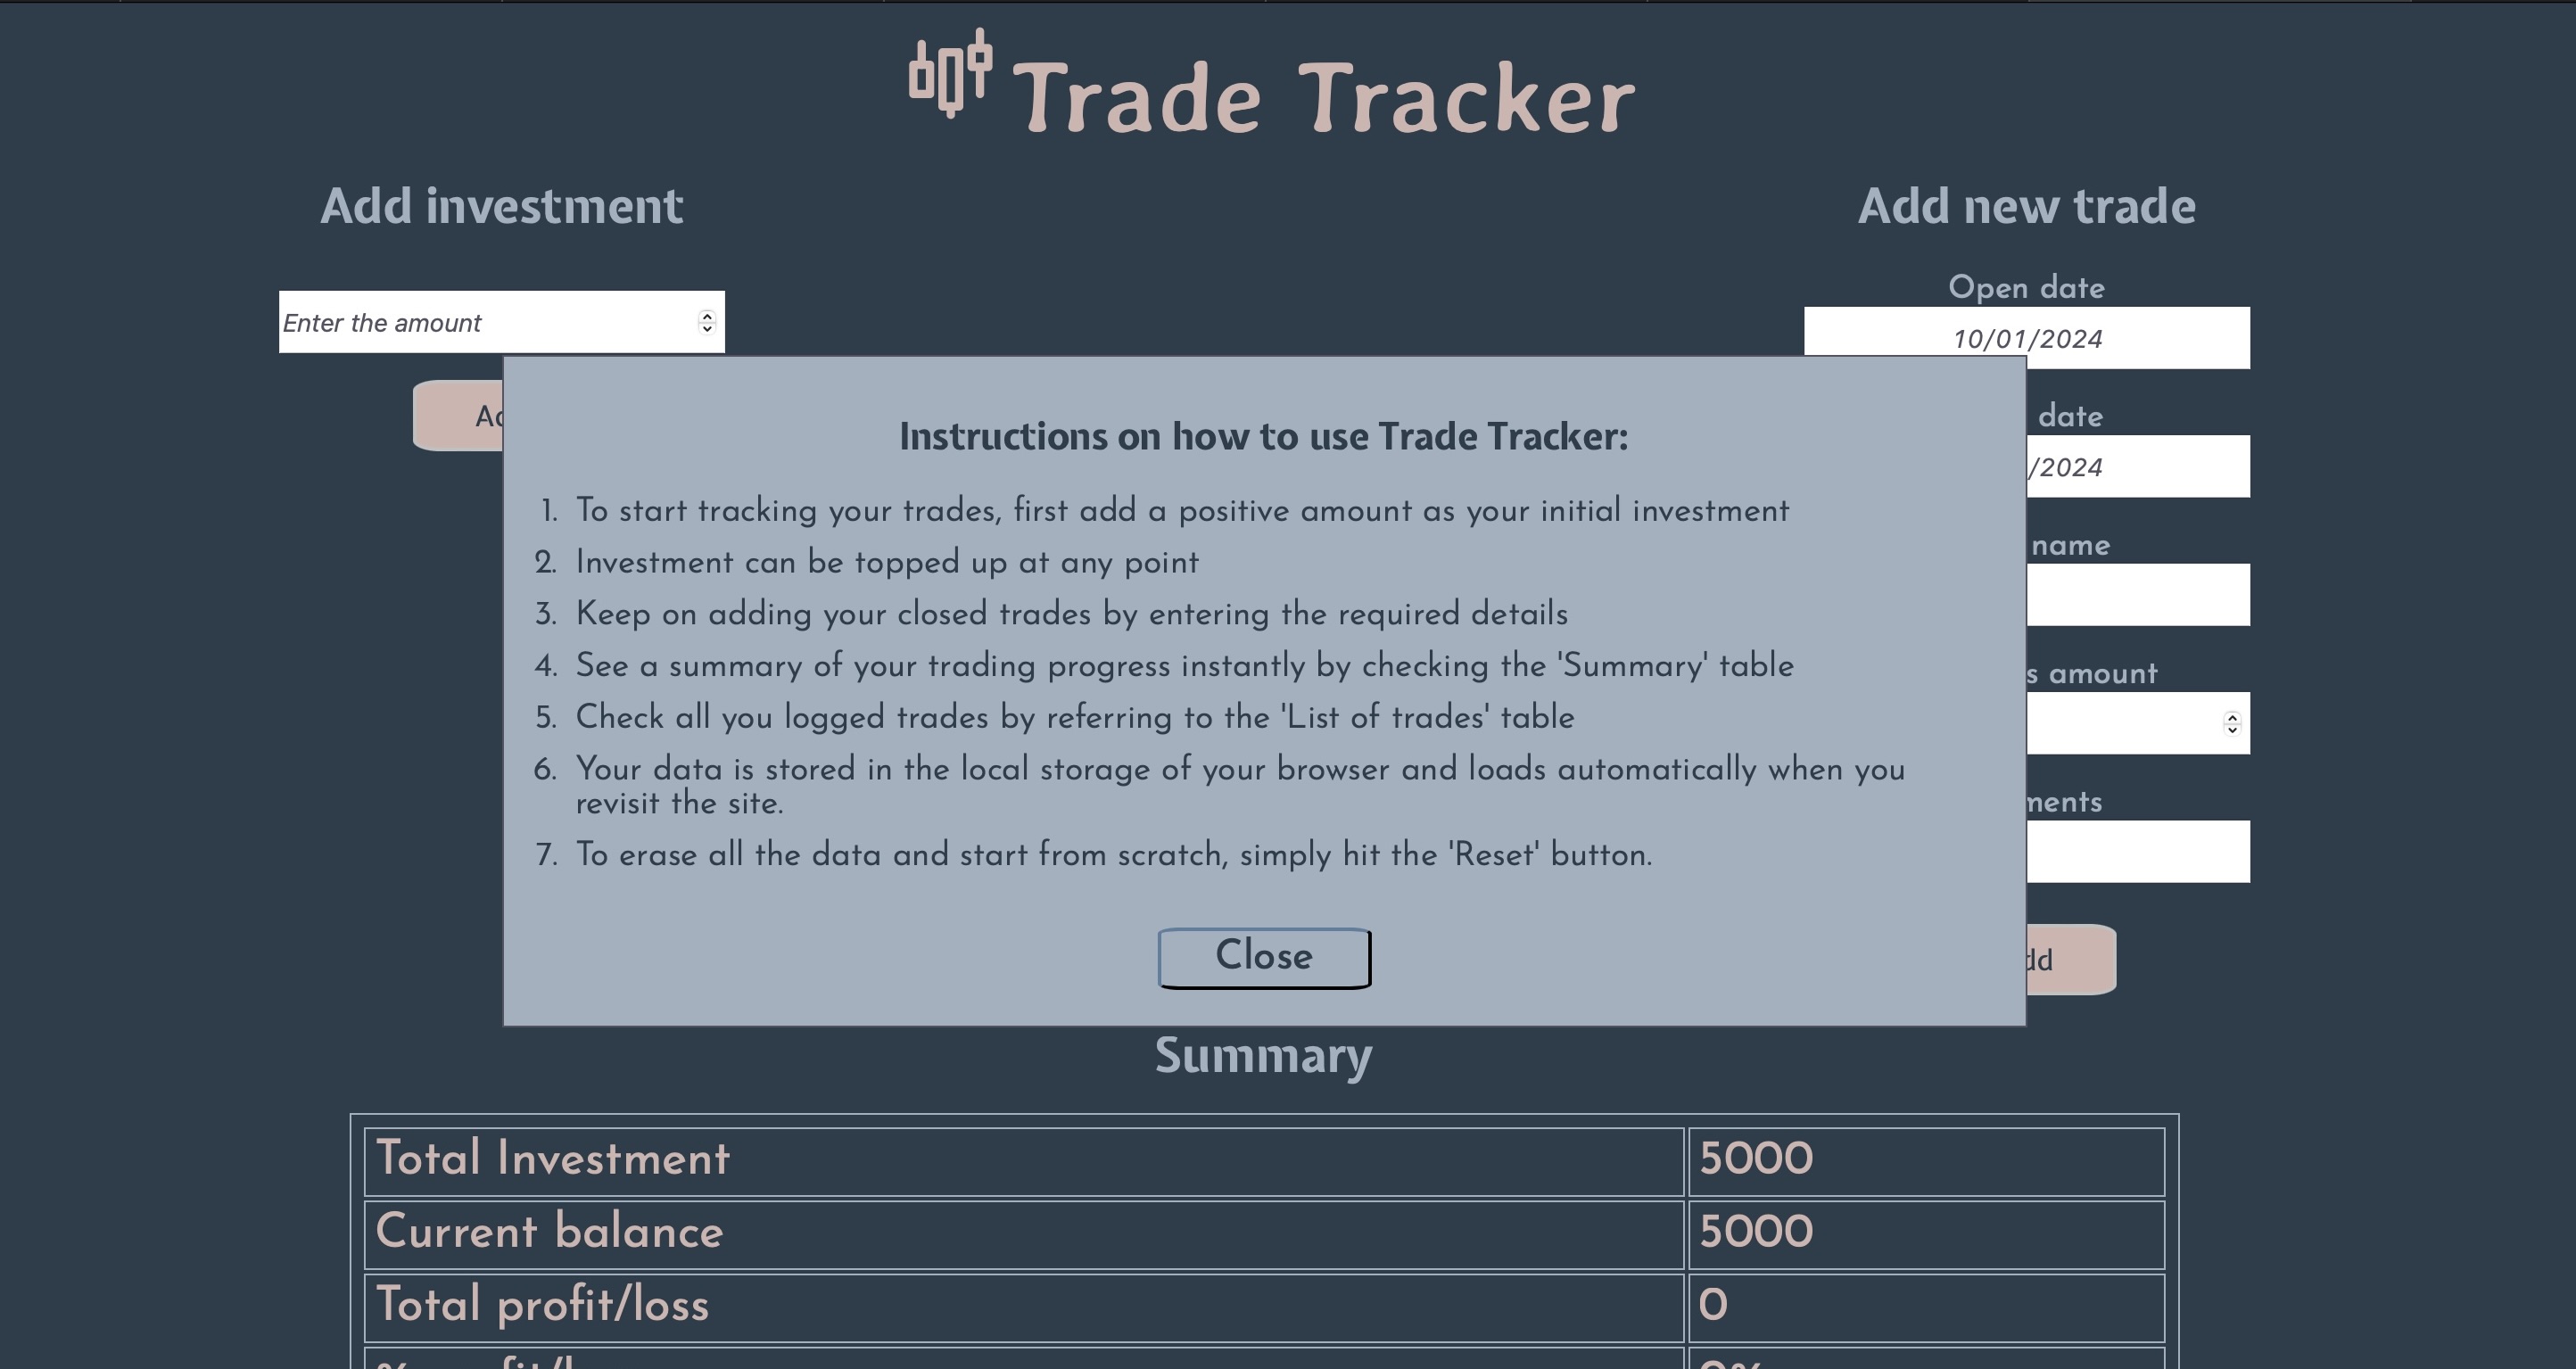 Trade Tracker
Add investment
Add new trade
Enter the amount
Open date
10/01/2024
date
/2024
name
amount
Instructions on how to use Trade Tracker:
1. To start tracking your trades, first add a positive amount as your initial investment
2. Investment can be topped up at any point
3. Keep on adding your closed trades by entering the required details
4. See a summary of your trading progress instantly by checking the 'Summary' table
5. Check all you logged trades by referring to the 'List of trades' table
6. Your data is stored in the local storage of your browser and loads automatically when you
revisit the site.
7. To erase all the data and start from scratch, simply hit the 'Reset' button.
Close
Summary
Total Investment 5000
Current balance 5000
Total profit/loss 0